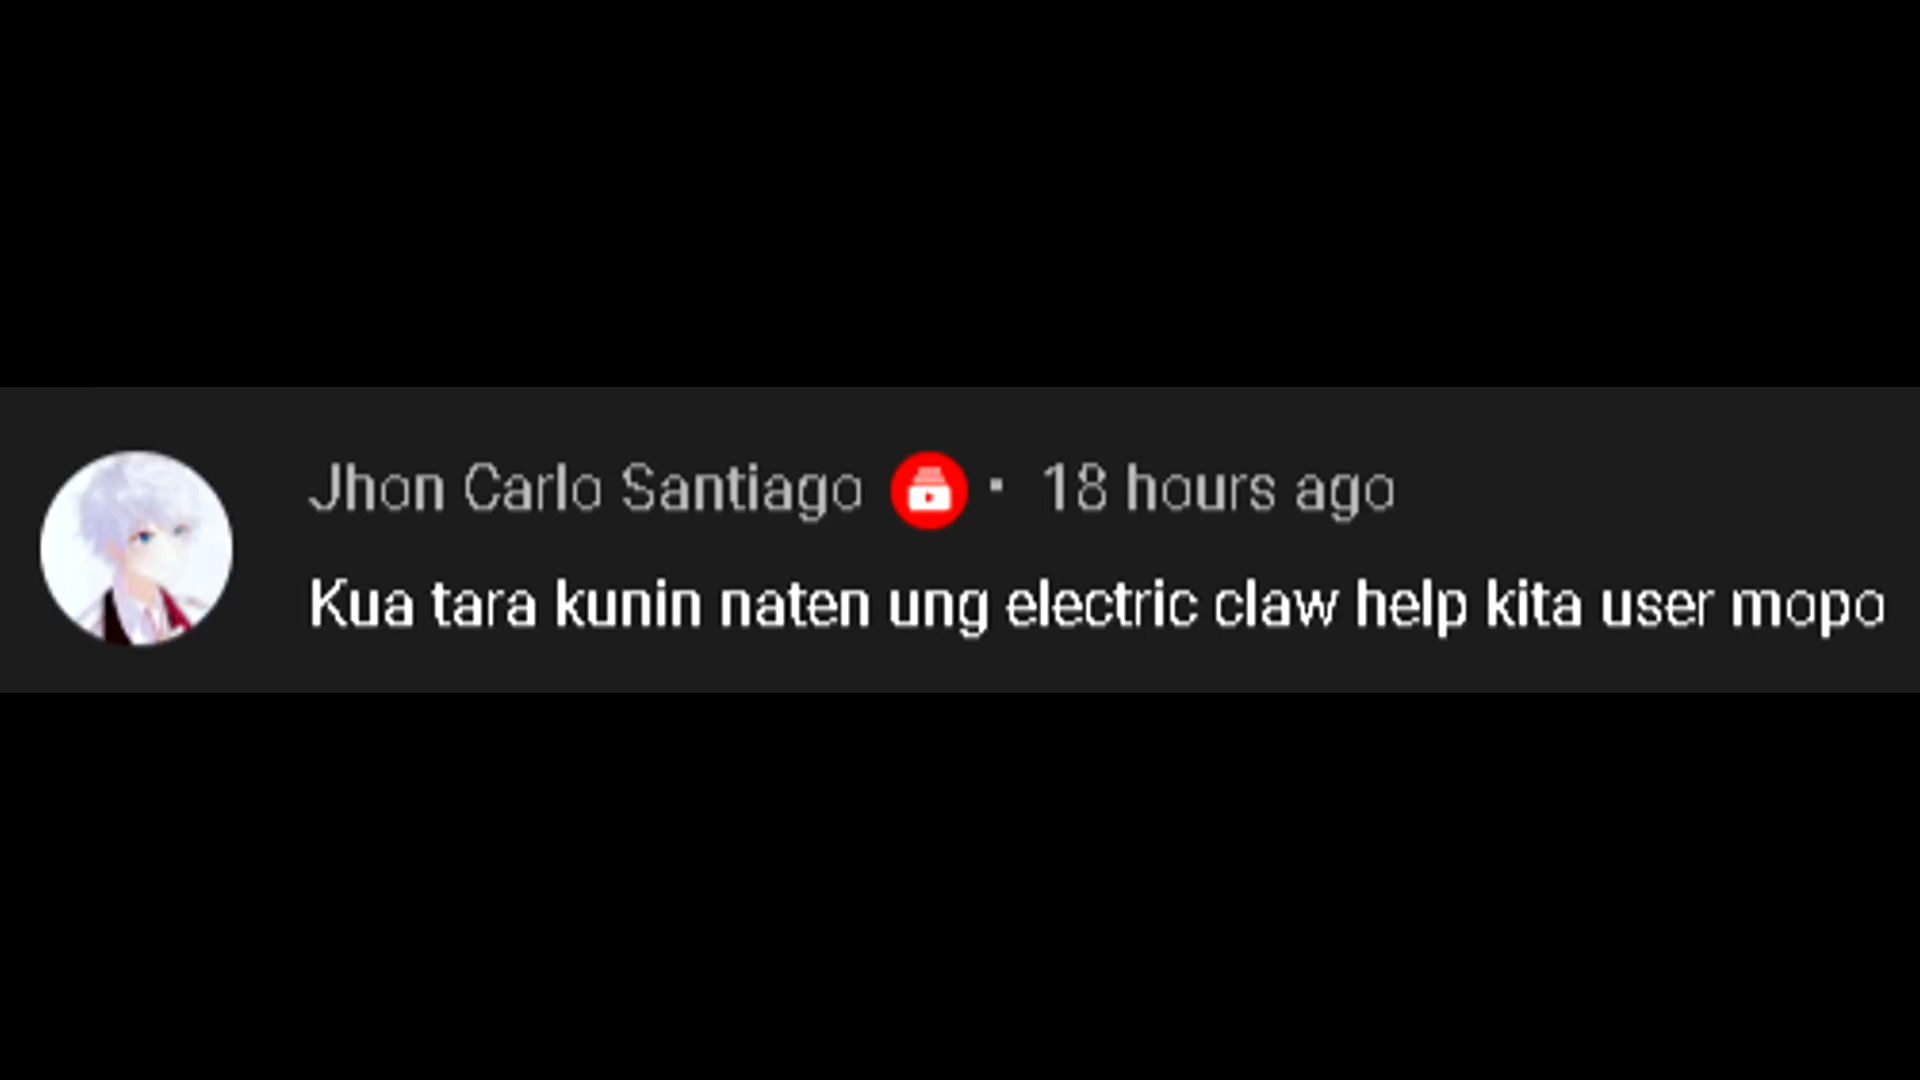 Jhon Carlo Santiago · 18 hours ago
Kua tara kunin naten ung electric claw help kita user mopo